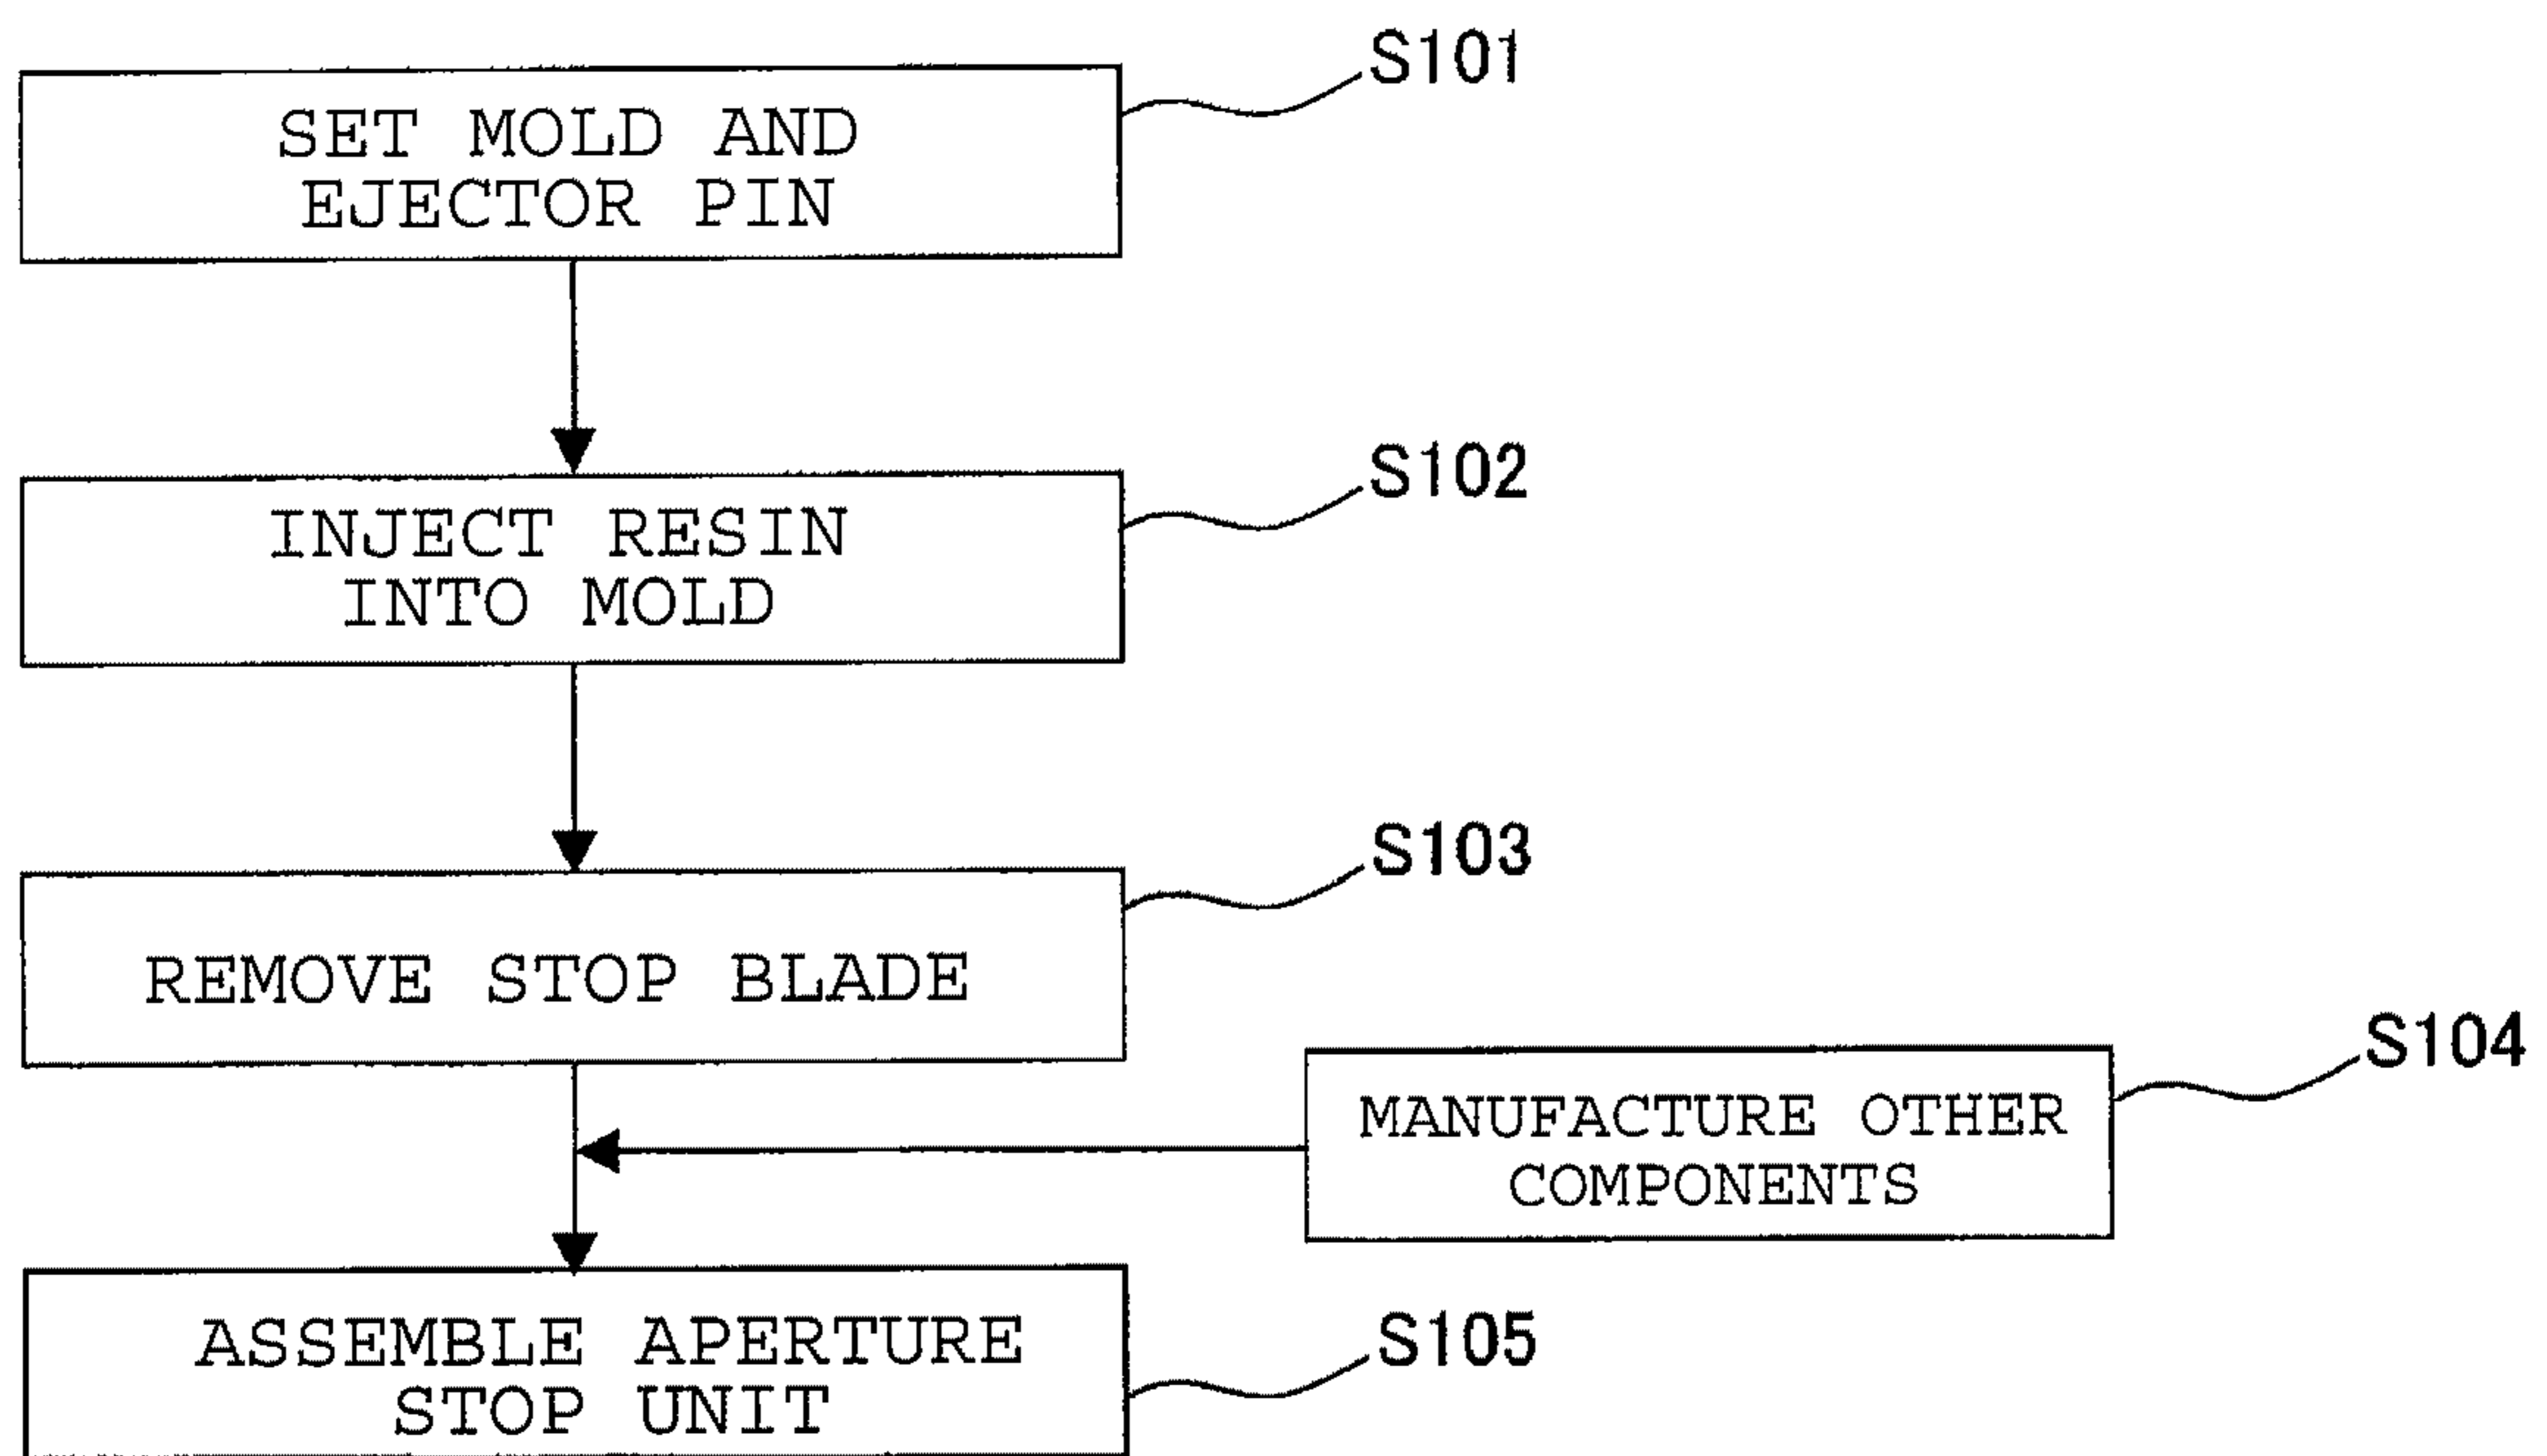 S101
SET MOLD AND
EJECTOR PIN
S102
INJECT RESIN
INTO MOLD
S103
REMOVE STOP BLADE
S104
MANUFACTURE OTHER
COMPONENTS
S105
ASSEMBLE APERTURE
STOP UNIT